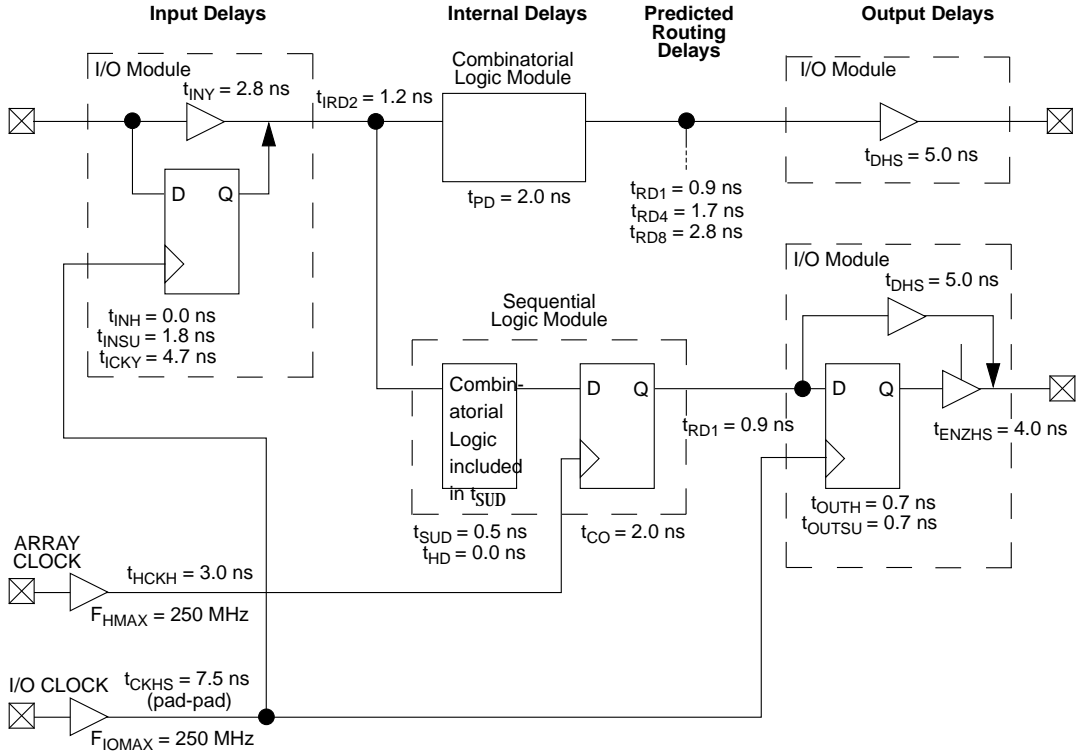 Input Delays
Internal Delays
Predicted
Routing
Delays
Output Delays
I/O Module
tINY = 2.8 ns
tIRD2 = 1.2 ns
Combinatorial
Logic Module
I/O Module
D Q
tPD = 2.0 ns
tRD1 = 0.9 ns
tRD4 = 1.7 ns
tRD8 = 2.8 ns
tDHS = 5.0 ns
tINH = 0.0 ns
tINSU = 1.8 ns
tICKY = 4.7 ns
Sequential
Logic Module
I/O Module
tDHS = 5.0 ns
Combin-
atorial
Logic
included
in tSUD
D Q
tRD1 = 0.9 ns
D Q
tENZHS = 4.0 ns
tSUD = 0.5 ns
tHD = 0.0 ns
tCO = 2.0 ns
tOUTH = 0.7 ns
tOUTSU = 0.7 ns
ARRAY
CLOCK
tHCKH = 3.0 ns
FHMAX = 250 MHz
I/O CLOCK
tCKHS = 7.5 ns
(pad-pad)
FIOMAX = 250 MHz